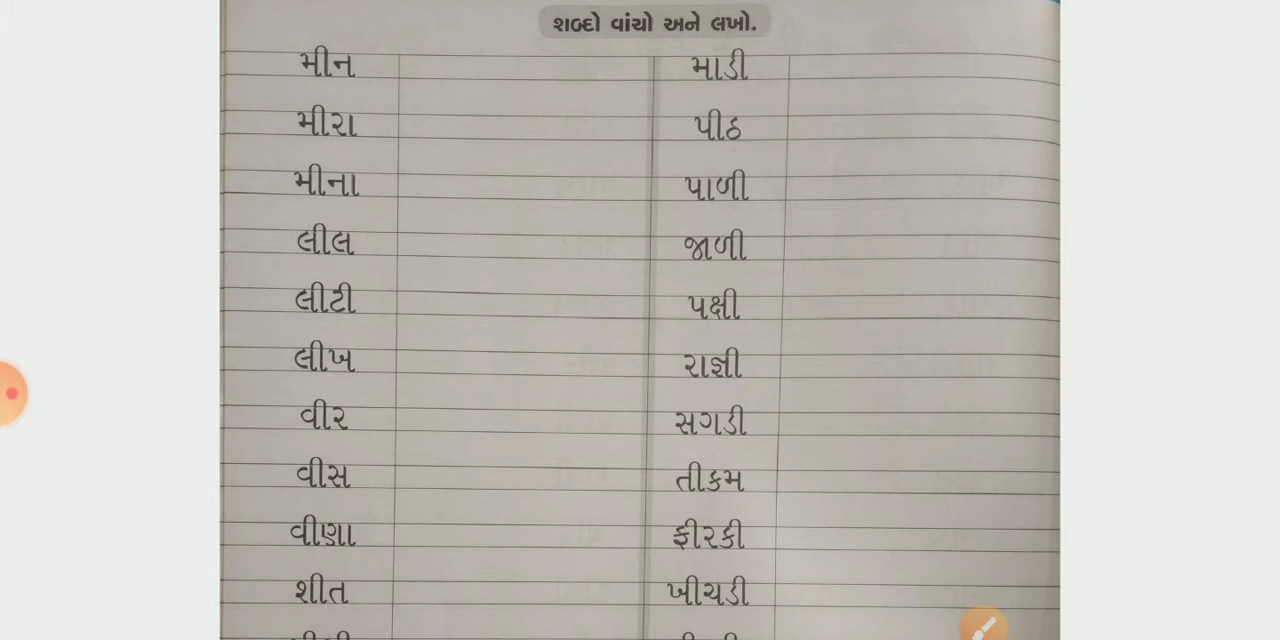 શબ્દો વાંચો અને લખો.
મીન માડી
મીરા પીઠ
મીના પાળી
લીલ જાળી
લીટી પક્ષી
લીખ રાજ્ઞી
વીર સગડી
વીસ તીકમ
વીણા ફીરકી
શીત ખીચડી